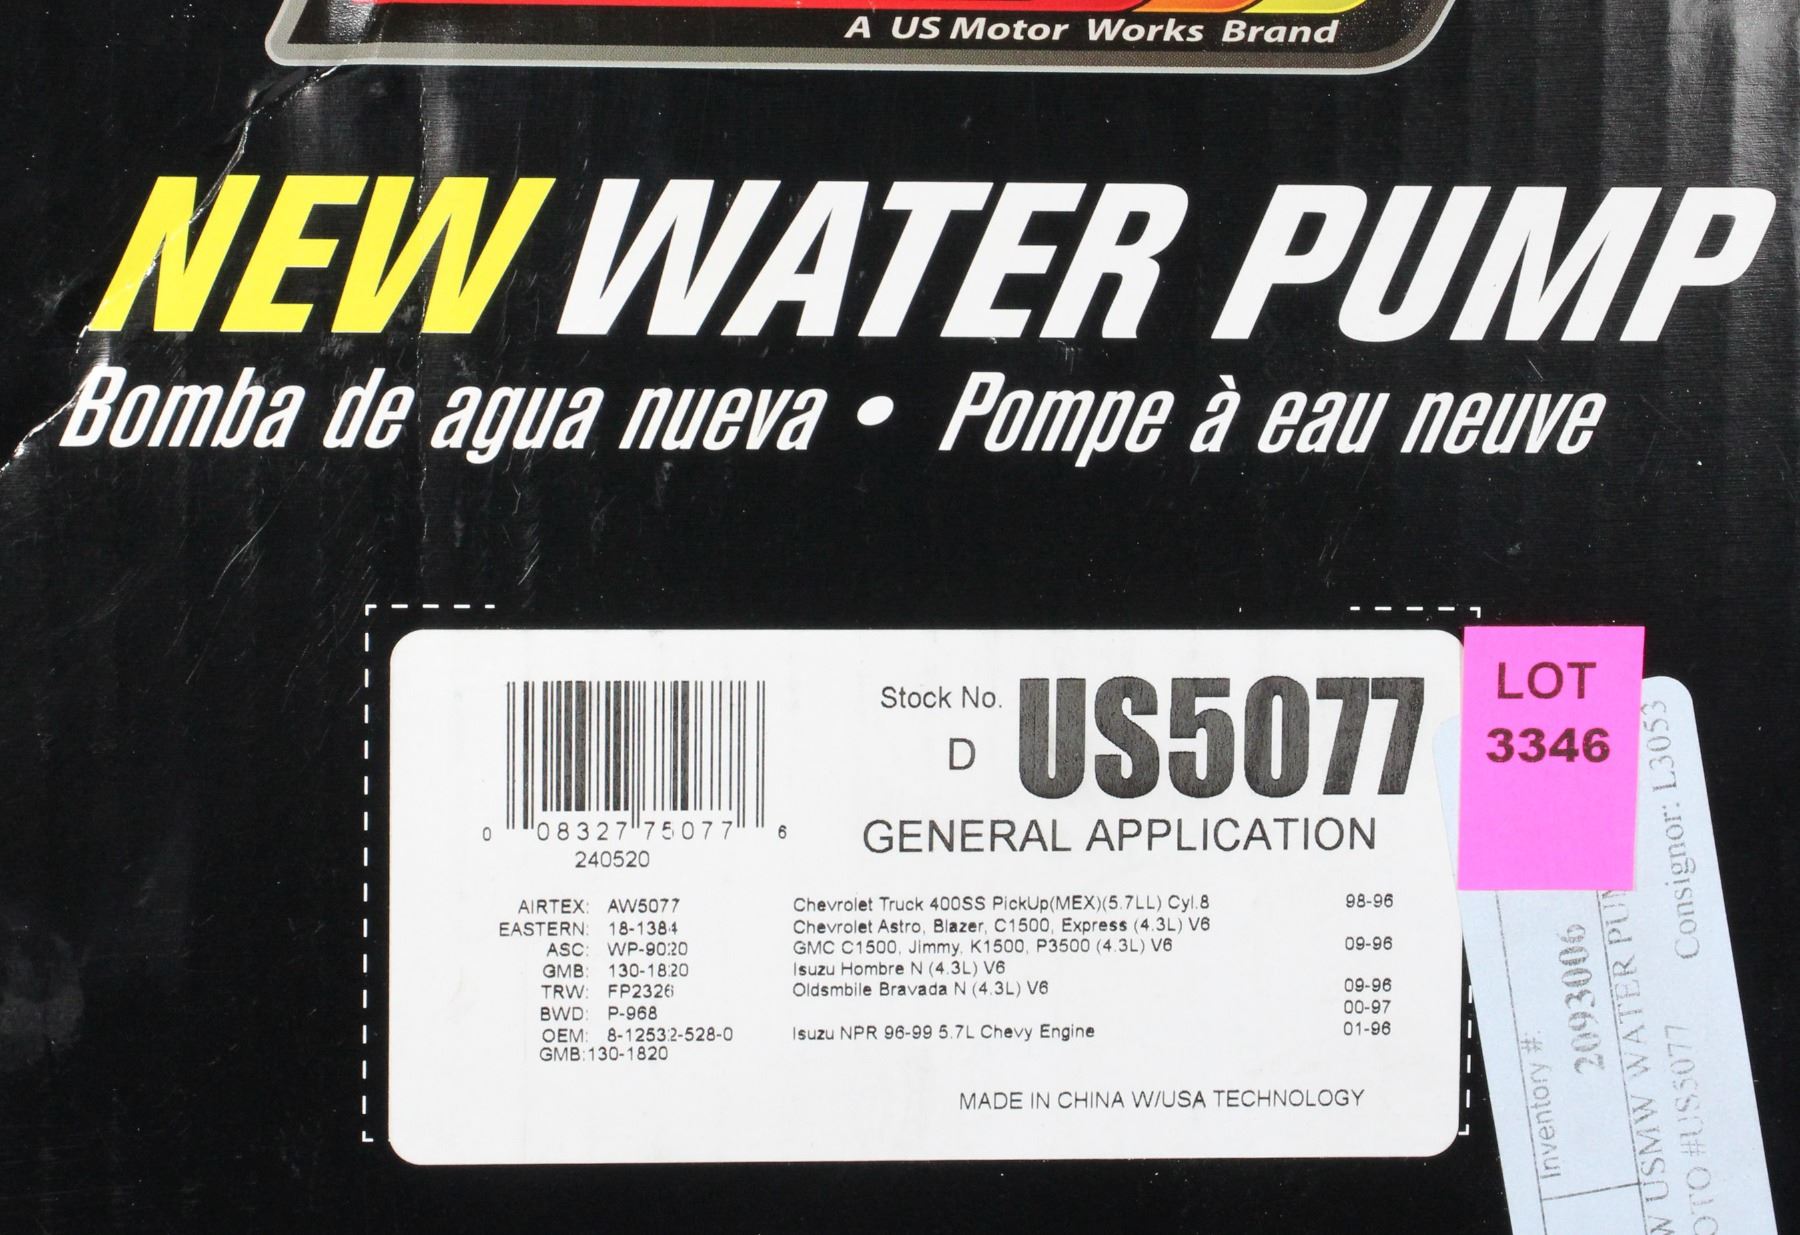 A US Motor Works Brand
NEW WATER PUMP
Bomba de agua nueva • Pompe à eau neuve
Stock No. US5077
D
GENERAL APPLICATION
0 08327 75077 6
240520
AIRTEX: AW5077
EASTERN: 18-1384
ASC: WP-9020
GMB: 130-1820
TRW: FP2326
BWD: P-968
OEM: 8-12532-528-0
GMB:130-1820
Chevrolet Truck 400SS PickUp(MEX)(5.7LL) Cyl.8 98-96
Chevrolet Astro, Blazer, C1500, Express (4.3L) V6
GMC C1500, Jimmy, K1500, P3500 (4.3L) V6 09-96
Isuzu Hombre N (4.3L) V6
Oldsmbile Bravada N (4.3L) V6 09-96
00-97
Isuzu NPR 96-99 5.7L Chevy Engine 01-96
MADE IN CHINA W/USA TECHNOLOGY
LOT
3346
Inventory #:
2093006
Consignor: L3053
USMW WATER
#US5077